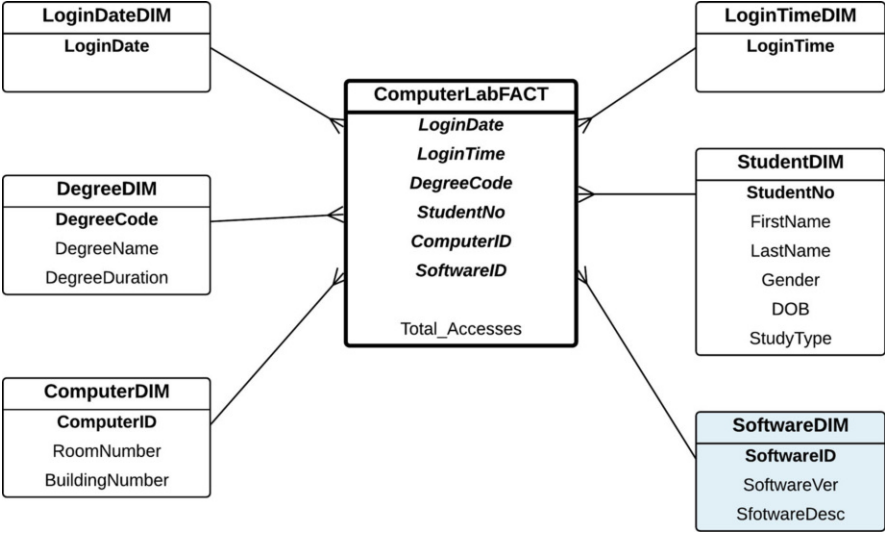 LoginDateDIM
LoginDate
DegreeDIM
DegreeCode
DegreeName
DegreeDuration
ComputerDIM
ComputerID
RoomNumber
BuildingNumber
ComputerLabFACT
LoginDate
LoginTime
DegreeCode
StudentNo
ComputerID
SoftwareID
Total_Accesses
LoginTimeDIM
LoginTime
StudentDIM
StudentNo
FirstName
LastName
Gender
DOB
StudyType
SoftwareDIM
SoftwareID
SoftwareVer
SfotwareDesc